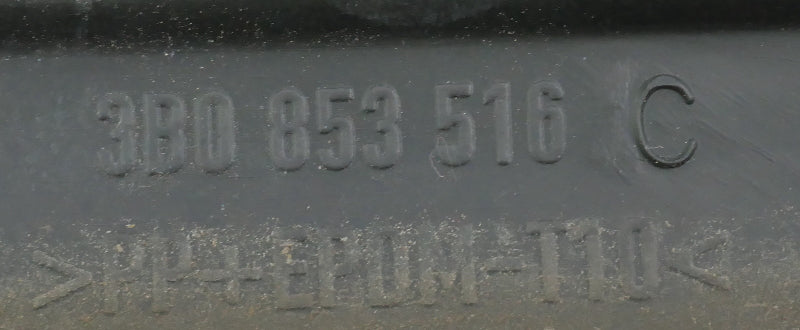 3B0 853 516 C
>PP+EPDM-T10<